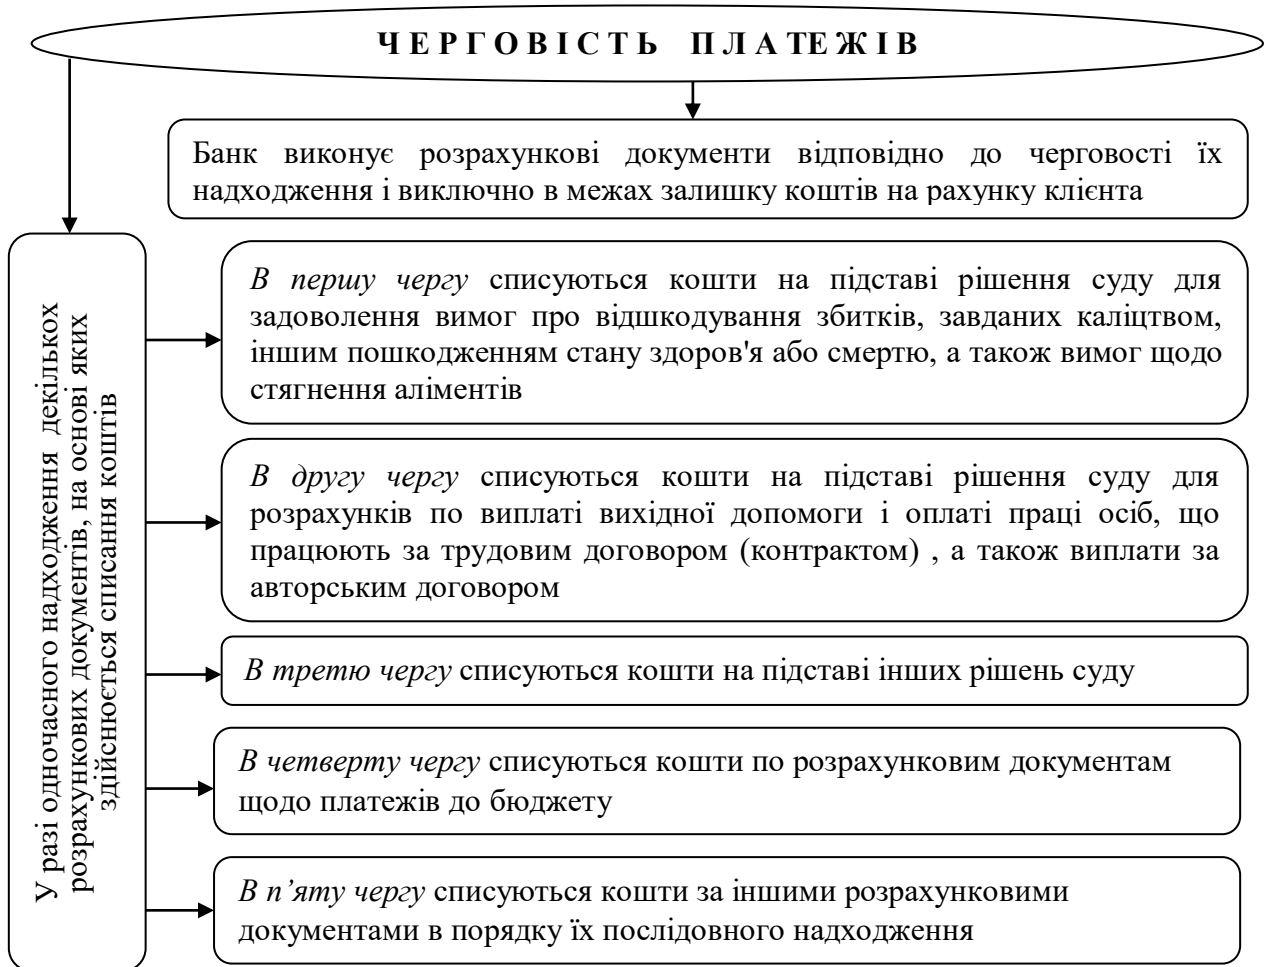 ЧЕРГОВІСТЬ ПЛАТЕЖІВ
Банк виконує розрахункові документи відповідно до черговості їх
надходження і виключно в межах залишку коштів на рахунку клієнта
У разі одночасного надходження декількох
розрахункових документів, на основі яких
здійснюється списання коштів
В першу чергу списуються кошти на підставі рішення суду для
задоволення вимог про відшкодування збитків, завданих каліцтвом,
іншим пошкодженням стану здоров'я або смертю, а також вимог щодо
стягнення аліментів
В другу чергу списуються кошти на підставі рішення суду для
розрахунків по виплаті вихідної допомоги і оплаті праці осіб, що
працюють за трудовим договором (контрактом) , а також виплати за
авторським договором
В третю чергу списуються кошти на підставі інших рішень суду
В четверту чергу списуються кошти по розрахунковим документам
щодо платежів до бюджету
В п’яту чергу списуються кошти за іншими розрахунковими
документами в порядку їх послідовного надходження